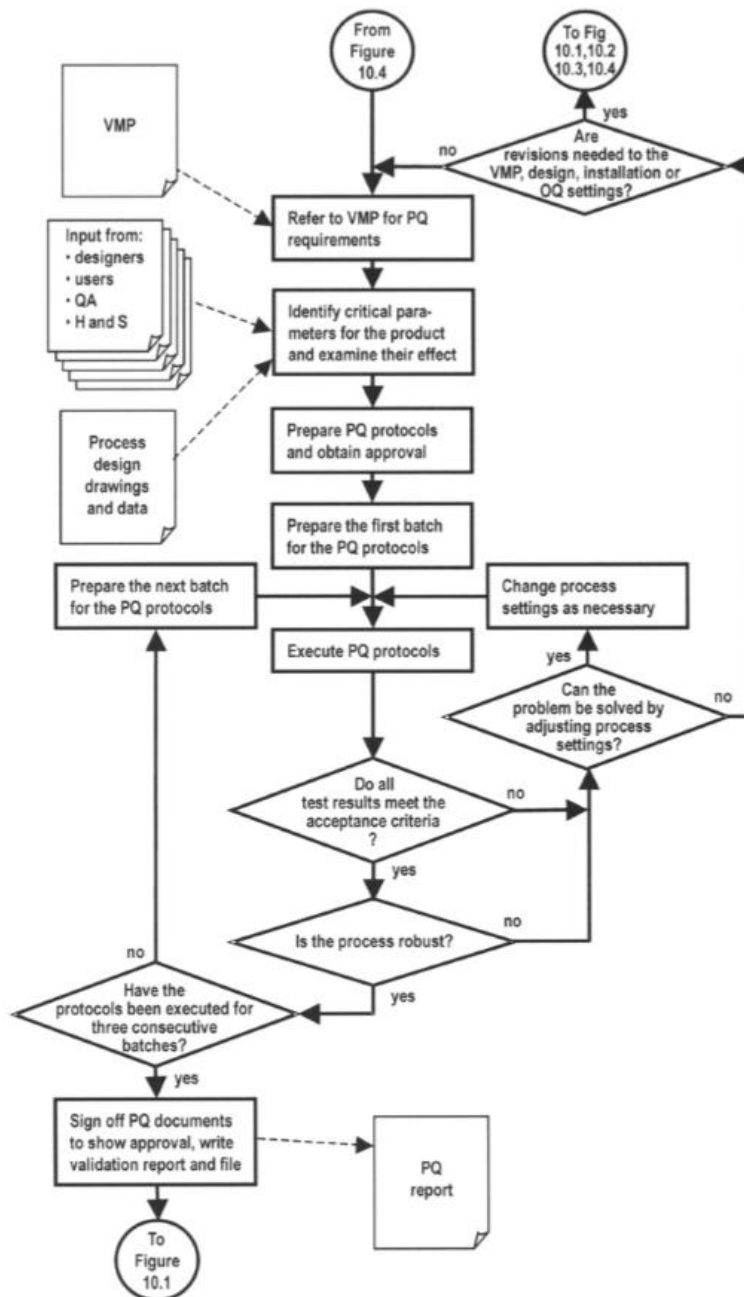 From
Figure
10.4
To Fig
10.1,10.2
10.3,10.4
yes
VMP
no
Are
revisions needed to the
VMP, design, installation or
OQ settings?
Refer to VMP for PQ
requirements
Input from:
• designers
• users
• QA
• H and S
Identify critical para-
meters for the product
and examine their effect
Process
design
drawings
and data
Prepare PQ protocols
and obtain approval
Prepare the first batch
for the PQ protocols
Prepare the next batch
for the PQ protocols
Change process
settings as necessary
Execute PQ protocols
yes
Can the
problem be solved by
adjusting process
settings?
no
Do all
test results meet the
acceptance criteria
?
no
yes
Is the process robust?
no
yes
no
Have the
protocols been executed for
three consecutive
batches?
yes
Sign off PQ documents
to show approval, write
validation report and file
PQ
report
To
Figure
10.1